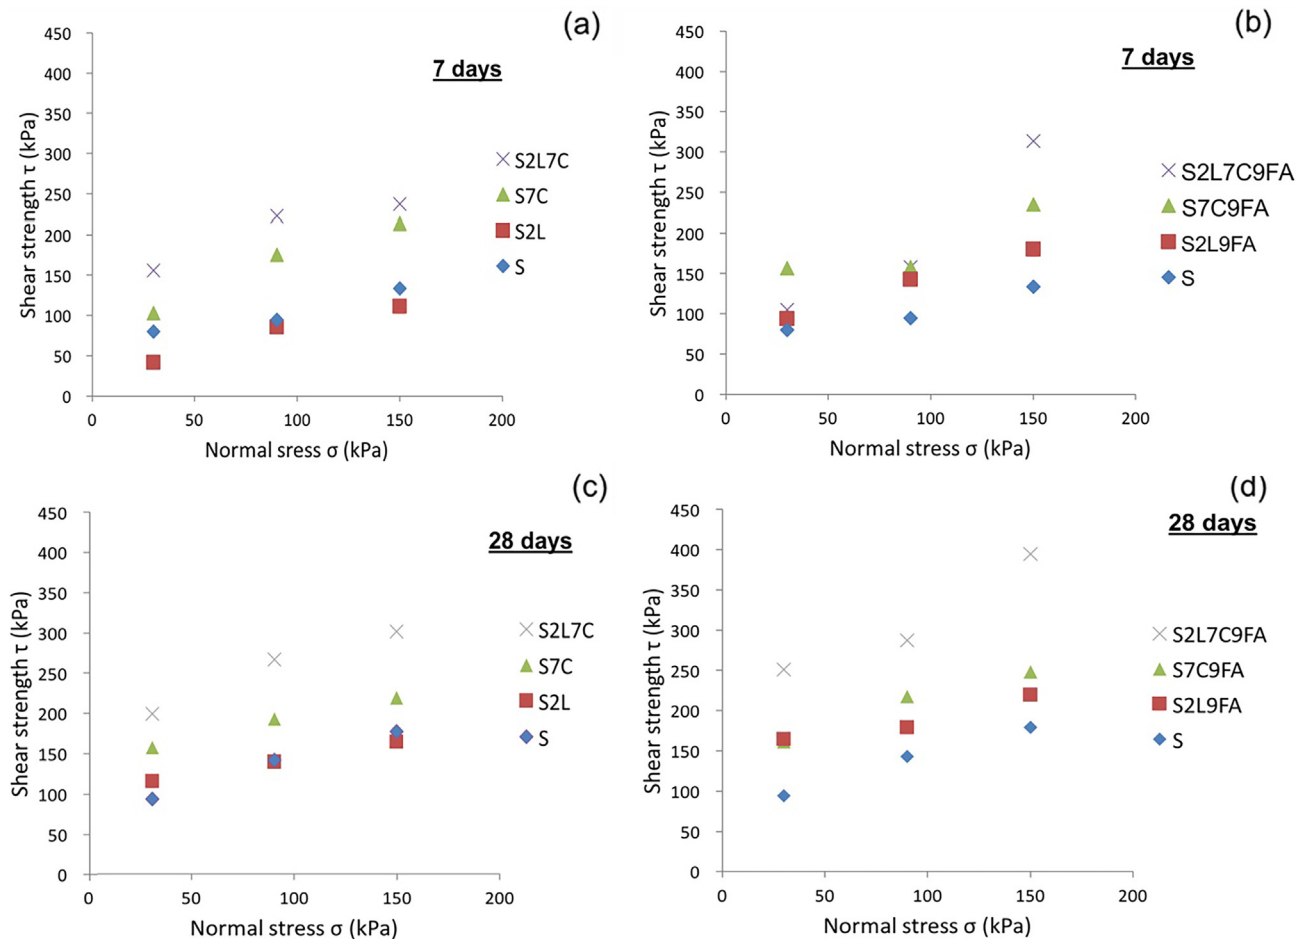 (a)
7 days
450
400
350
300
250
200
150
100
50
0
Shear strength τ (kPa)
0 50 100 150 200
Normal sress σ (kPa)
S2L7C
S7C
S2L
S
(b)
7 days
450
400
350
300
250
200
150
100
50
0
Shear strength τ (kPa)
0 50 100 150 200
Normal stress σ (kPa)
S2L7C9FA
S7C9FA
S2L9FA
S
(c)
28 days
450
400
350
300
250
200
150
100
50
0
Shear strength τ (kPa)
0 50 100 150 200
Normal stress σ (kPa)
S2L7C
S7C
S2L
S
(d)
28 days
450
400
350
300
250
200
150
100
50
0
Shear strength τ (kPa)
0 50 100 150 200
Normal stress σ (kPa)
S2L7C9FA
S7C9FA
S2L9FA
S